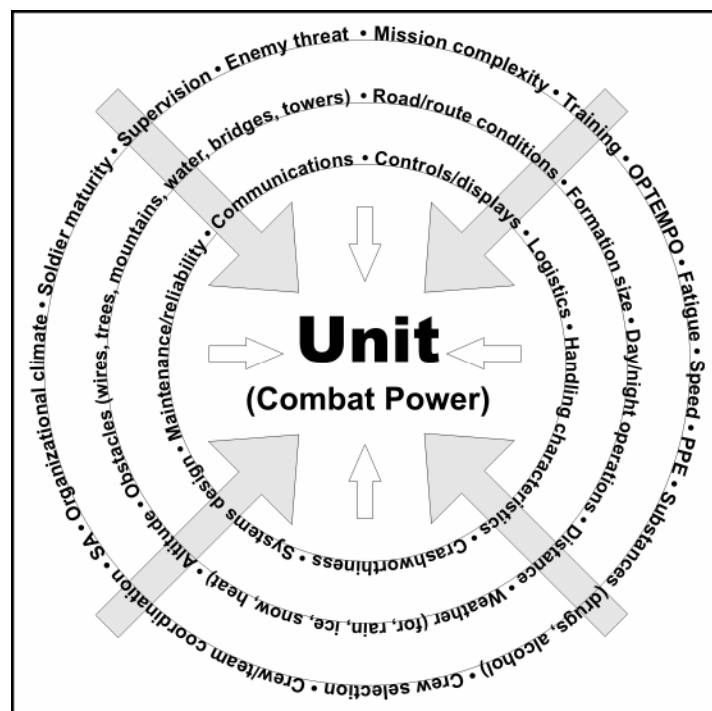 • Mission complexity • Training • OPTEMPO • Fatigue • Speed • PPE • Substances (drugs, alcohol) • Crew selection • Crew/team coordination • SA • Organizational climate • Soldier maturity • Supervision • Enemy threat
• Road/route conditions • Formation size • Day/night operations • Distance • Weather (for, rain, ice, snow, heat) • Altitude • Obstacles (wires, trees, mountains, water, bridges, towers)
• Controls/displays • Logistics • Handling characteristics • Crashworthiness • Systems design • Maintenance/reliability • Communications
Unit
(Combat Power)